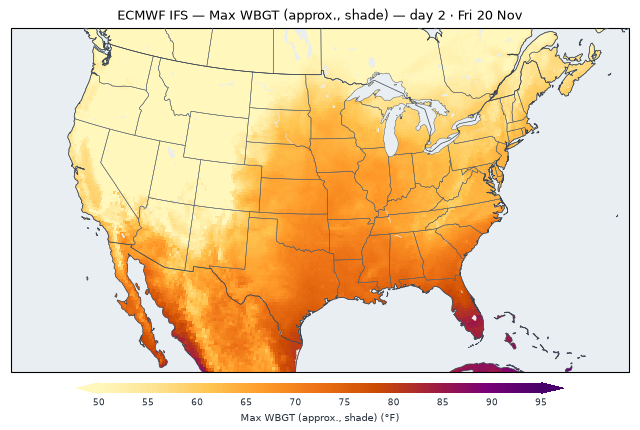 ECMWF IFS — Max WBGT (approx., shade) — day 2 · Fri 20 Nov
50 55 60 65 70 75 80 85 90 95
Max WBGT (approx., shade) (°F)